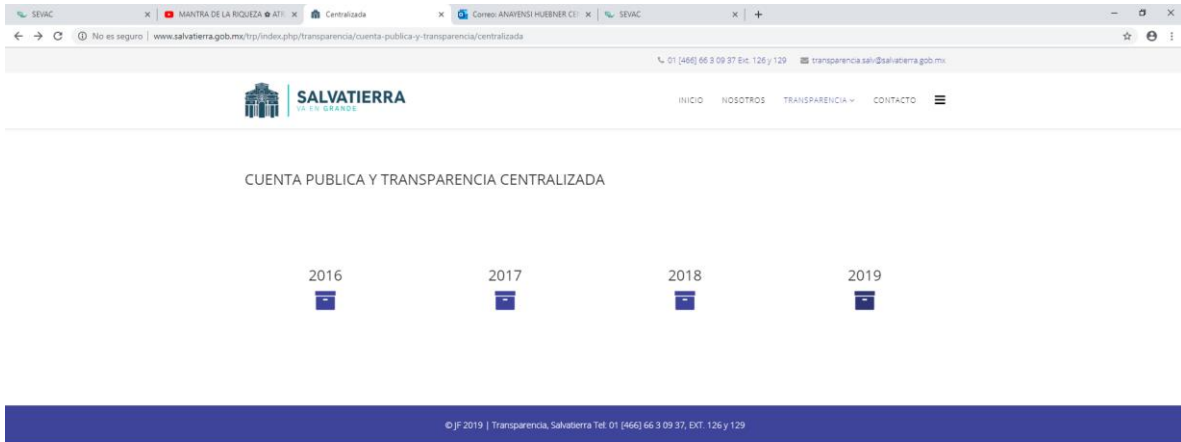 SEVAC
MANTRA DE LA RIQUEZA
Centralizada
Correo: ANAYENSI HUEBNER
SEVAC
No es seguro | www.salvatierra.gob.mx/trp/index.php/transparencia/cuenta-publica-y-transparencia/centralizada
01 [466] 66 3 09 37 Ext. 126 y 129 transparencia.salv@salvatierra.gob.mx
SALVATIERRA
VA EN GRANDE
INICIO NOSOTROS TRANSPARENCIA CONTACTO
CUENTA PUBLICA Y TRANSPARENCIA CENTRALIZADA
2016 2017 2018 2019
© JF 2019 | Transparencia, Salvatierra Tel: 01 [466] 66 3 09 37, EXT. 126 y 129